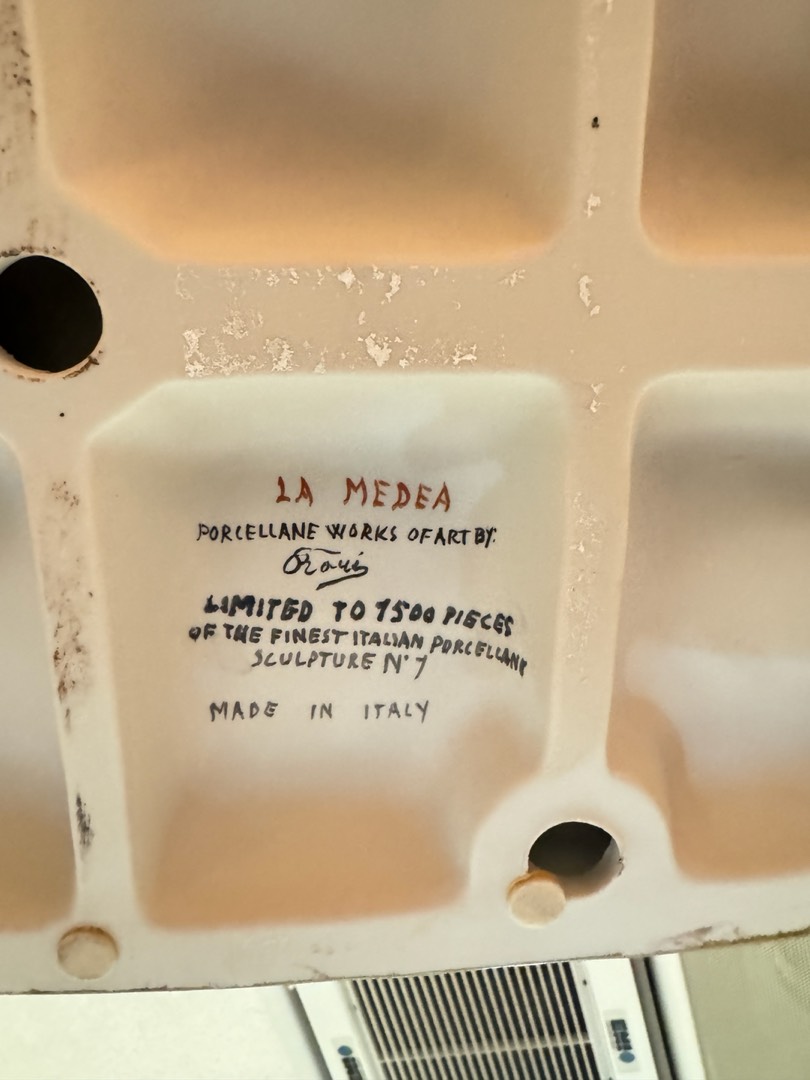 LA MEDEA
PORCELLANE WORKS OF ART BY:
LIMITED TO 7500 PIECES
OF THE FINEST ITALIAN PORCELLANE
SCULPTURE N° 7
MADE IN ITALY